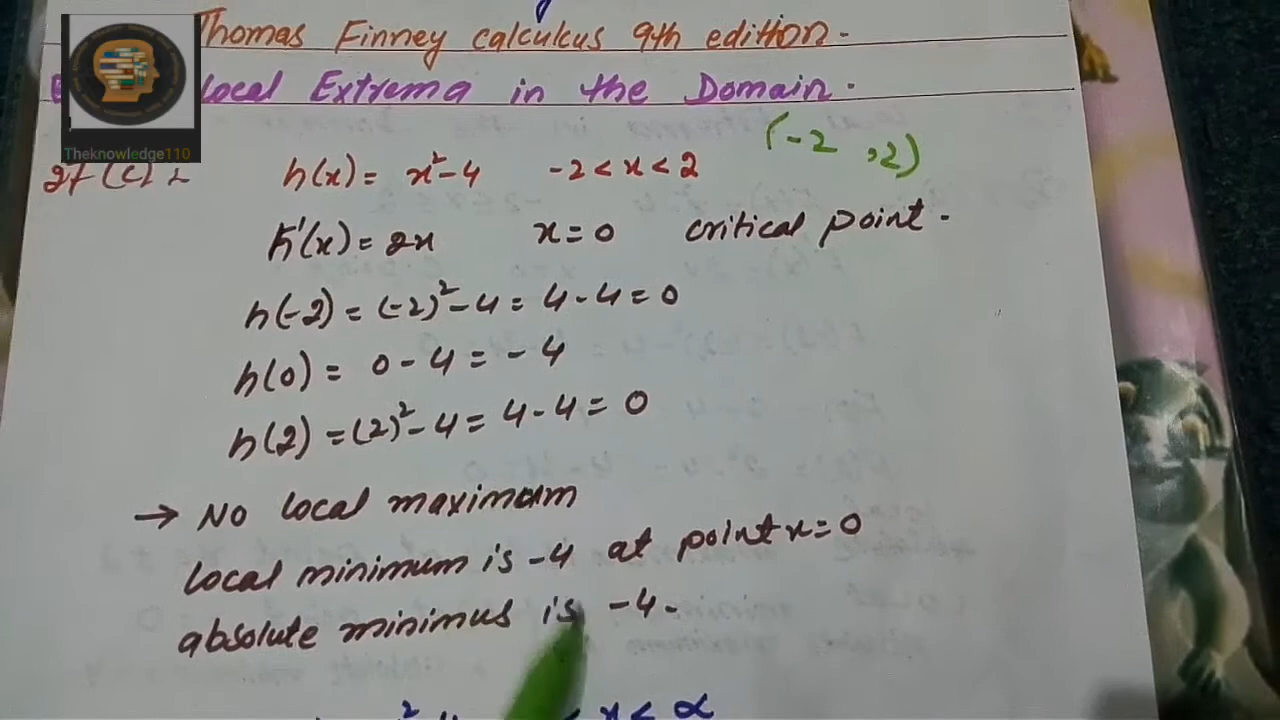 Thomas Finney calculus 9th edition.
local Extrema in the Domain.
Theknowledge110
(-2 ,2)
27 (c) h(x) = x²-4 -2 < x < 2
h'(x) = 2x x=0 critical point.
h(-2) = (-2)²-4 = 4-4=0
h(0) = 0-4 = -4
h(2) = (2)²-4 = 4-4=0
→ No local maximum
local minimum is -4 at point x=0
absolute minimus is -4.